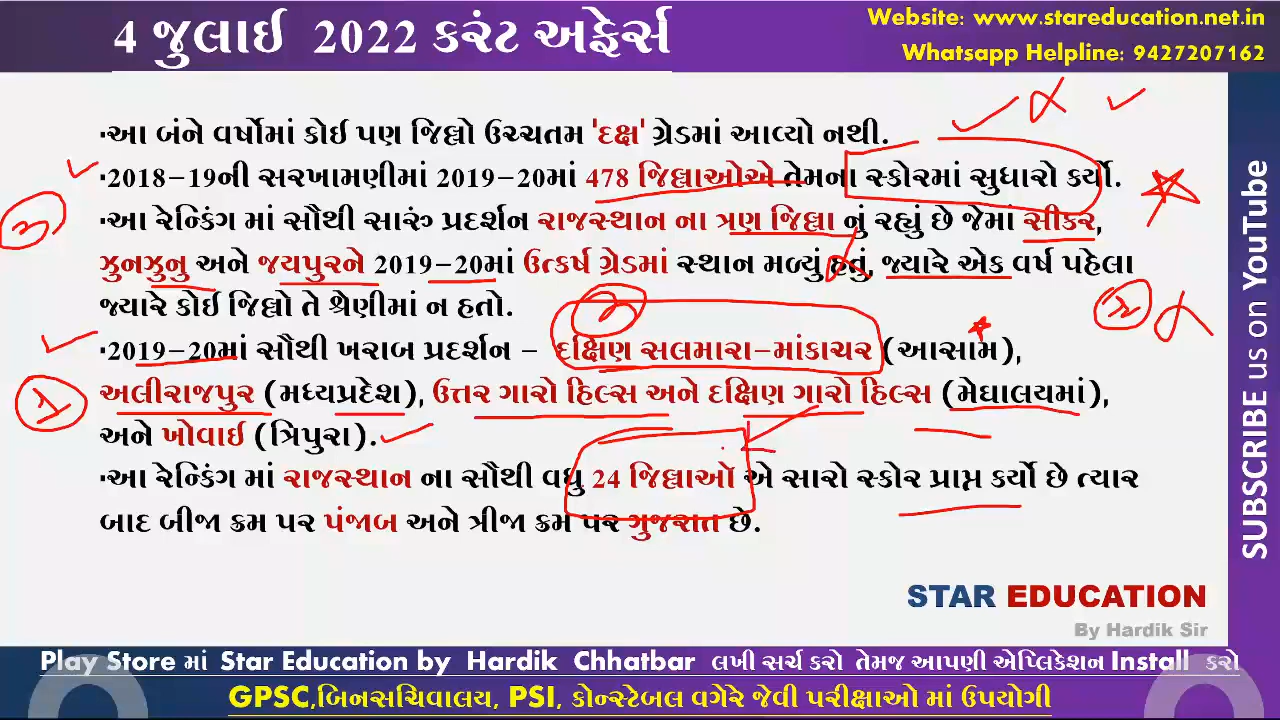 4 જુલાઈ 2022 કરંટ અફેર્સ
Website: www.stareducation.net.in
Whatsapp Helpline: 9427207162
·આ બંને વર્ષોમાં કોઈ પણ જિલ્લો ઉચ્ચતમ 'દક્ષ' ગ્રેડમાં આવ્યો નથી.
·2018-19ની સરખામણીમાં 2019-20માં 478 જિલ્લાઓએ તેમના સ્કોરમાં સુધારો કર્યો.
·આ રેન્કિંગ માં સૌથી સારું પ્રદર્શન રાજસ્થાન ના ત્રણ જિલ્લા નું રહ્યું છે જેમાં સીકર,
ઝુનઝુનુ અને જયપુરને 2019-20માં ઉત્કર્ષ ગ્રેડમાં સ્થાન મળ્યું હતું, જ્યારે એક વર્ષ પહેલા
જ્યારે કોઈ જિલ્લો તે શ્રેણીમાં ન હતો.
·2019-20માં સૌથી ખરાબ પ્રદર્શન - દક્ષિણ સલમારા-માંકાચર (આસામ),
અલીરાજપુર (મધ્યપ્રદેશ), ઉત્તર ગારો હિલ્સ અને દક્ષિણ ગારો હિલ્સ (મેઘાલયમાં),
અને ખોવાઈ (ત્રિપુરા).
·આ રેન્કિંગ માં રાજસ્થાન ના સૌથી વધુ 24 જિલ્લાઓ એ સારો સ્કોર પ્રાપ્ત કર્યો છે ત્યાર
બાદ બીજા ક્રમ પર પંજાબ અને ત્રીજા ક્રમ પર ગુજરાત છે.
STAR EDUCATION
By Hardik Sir
SUBSCRIBE us on YouTube
Play Store માં Star Education by Hardik Chhatbar લખી સર્ચ કરો તેમજ આપણી એપ્લિકેશન Install કરો
GPSC,બિનસચિવાલય, PSI, કોન્સ્ટેબલ વગેરે જેવી પરીક્ષાઓ માં ઉપયોગી